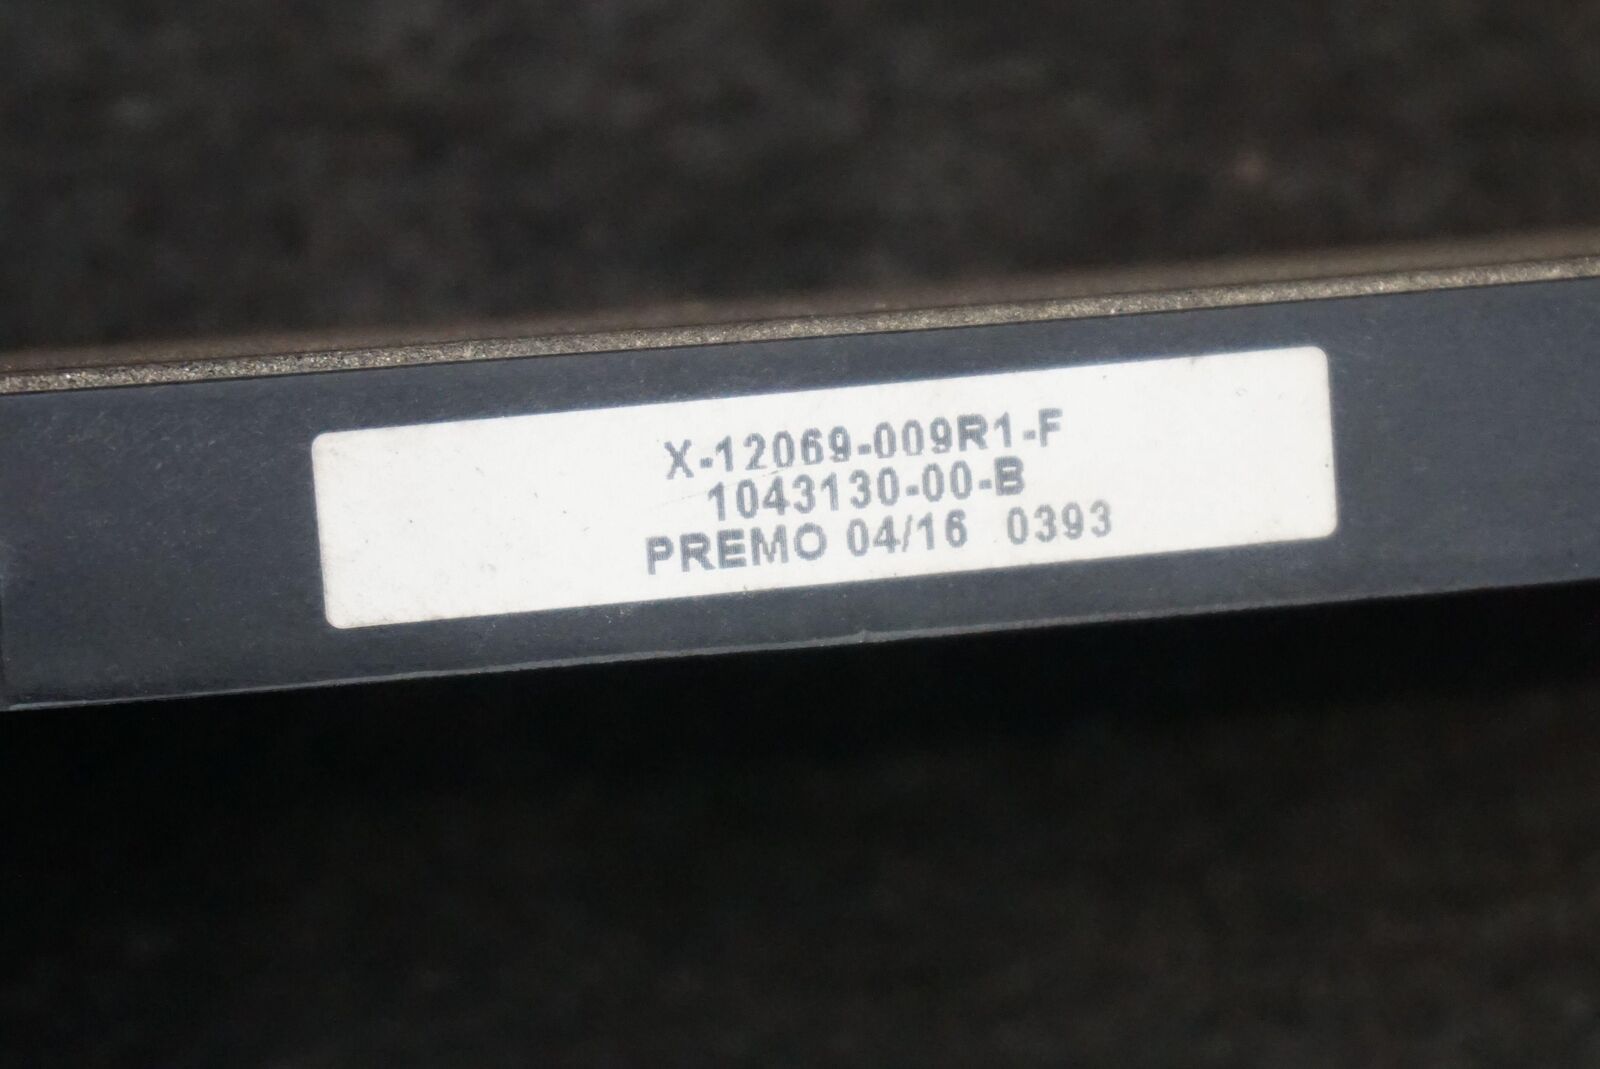 X-12069-009R1-F
1043130-00-B
PREMO 04/16 0393